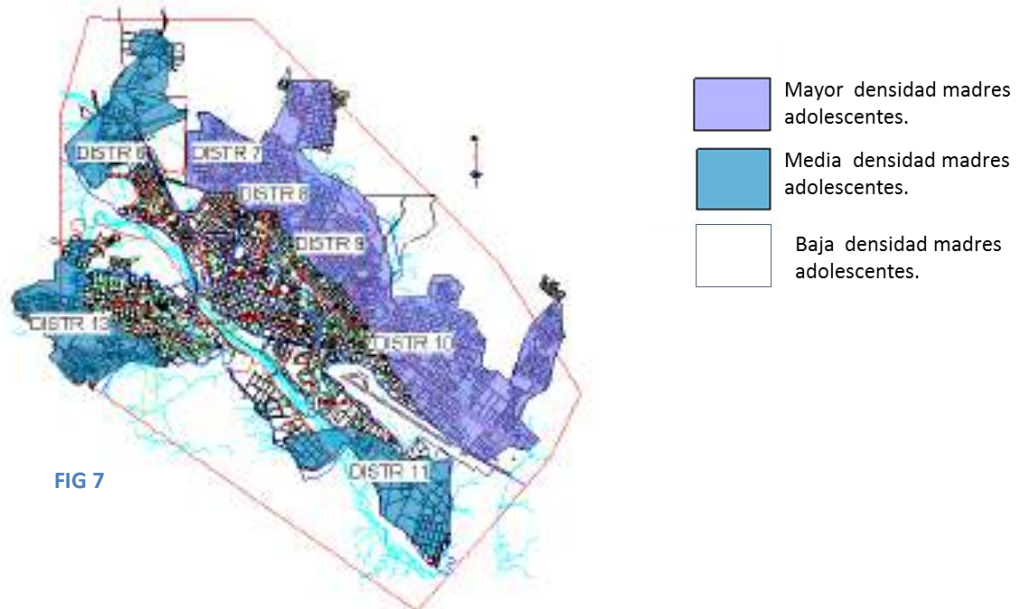 DISTR 6
DISTR 7
DISTR 8
DISTR 9
DISTR 13
DISTR 10
DISTR 11
FIG 7
Mayor densidad madres
adolescentes.
Media densidad madres
adolescentes.
Baja densidad madres
adolescentes.